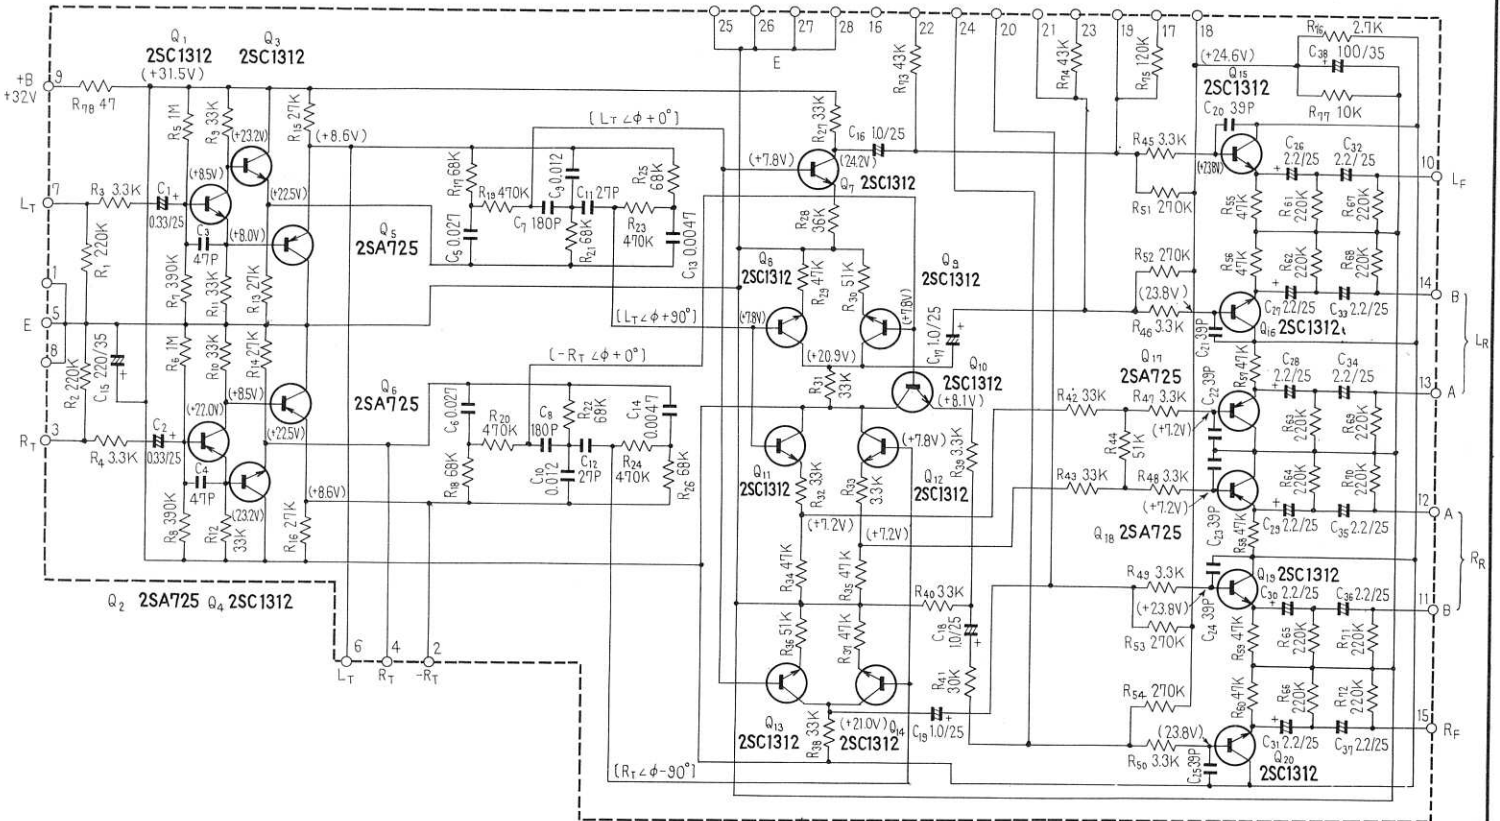 25 26 27 28 16 22 24 20 21 23 19 17 18
E
Q1 2SC1312
Q3 2SC1312
+B +32V
9
R78 47
(+31.5V)
R5 1M
R9 33K
(+23.2V)
R15 27K
(+8.6V)
[LT∠φ+0°]
7
LT
R3 3.3K
C1 +
0.33/25
(+8.5V)
(+22.5V)
C3
47P
(+8.0V)
Q5
2SA725
R1 220K
R7 390K
R11 33K
R13 27K
1
E
5
8
R2 220K
C15 220/35
+
R6 1M
R10 33K
R14 27K
(+8.5V)
(+22.0V)
(+22.5V)
Q6
2SA725
3
RT
R4 3.3K
C2 +
0.33/25
C4
47P
(23.2V)
(+8.6V)
R8 390K
R12
33K
R16 27K
Q2 2SA725 Q4 2SC1312
6
LT
4
RT
2
-RT
R17 68K
R19 470K
C5 0.027
C9 0.012
C7 180P
C11 27P
R21 68K
R25
68K
R23
470K
C13 0.0047
[LT∠φ+90°]
[-RT∠φ+0°]
C6 0.027
R20
470K
C8
180P
R22
68K
C14
0.0047
R18 68K
C10
0.012
C12
27P
R24
470K
R26 68K
[RT∠φ-90°]
R27 33K
C16 1.0/25
(+7.8V)
(24.2V)
Q7 2SC1312
R28
36K
Q8
2SC1312
R29 47K
R30 51K
Q9
2SC1312
(+7.8V)
(+7.8V)
C17 1.0/25
+
(+20.9V)
R31
33K
Q10
2SC1312
(+8.1V)
Q11
2SC1312
R32 33K
R33
3.3K
(+7.8V)
Q12
2SC1312
R39 3.3K
(+7.2V)
(+7.2V)
R34 47K
R35 47K
R40 33K
R36 51K
R37 47K
C18
1.0/25
+
R41
30K
Q13
2SC1312
R38 33K
(+21.0V)
Q14
2SC1312
C19 1.0/25
+
R73 43K
R74 43K
R75 120K
(+24.6V)
R76 2.7K
C38 100/35
+
R77 10K
Q15
2SC1312
C20 39P
R45 3.3K
(+23.8V)
R51
270K
R55
47K
C26
2.2/25
+
C32
2.2/25
R61
220K
R67
220K
10
LF
R52 270K
(23.8V)
R46
3.3K
R56
47K
R62
220K
R68
220K
C21 39P
Q16 2SC1312
C27 2.2/25
+
C33 2.2/25
14
B
LR
Q17
2SA725
R57 47K
C28
2.2/25
+
C34
2.2/25
13
A
R42 33K
R47 3.3K
C22 39P
(+7.2V)
R63
220K
R69
220K
R44
51K
R43 33K
R48 3.3K
(+7.2V)
R64
220K
R70
220K
Q18 2SA725
C23 39P
R58 47K
C29
2.2/25
+
C35
2.2/25
12
A
RR
R49 3.3K
(+23.8V)
C24 39P
Q19 2SC1312
C30 2.2/25
+
C36 2.2/25
11
B
R53
270K
R59 47K
R65
220K
R71
220K
R54 270K
R60 47K
R66
220K
R72
220K
(23.8V)
R50 3.3K
C25 39P
Q20
2SC1312
C31 2.2/25
+
C37 2.2/25
15
RF